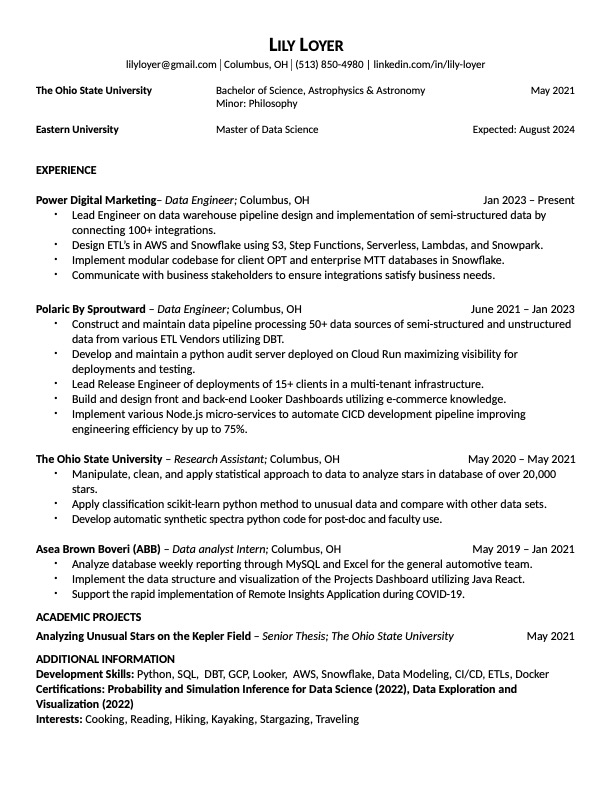 LILY LOYER
lilyloyer@gmail.com | Columbus, OH | (513) 850-4980 | linkedin.com/in/lily-loyer
The Ohio State University Bachelor of Science, Astrophysics & Astronomy May 2021
Minor: Philosophy
Eastern University Master of Data Science Expected: August 2024
EXPERIENCE
Power Digital Marketing– Data Engineer; Columbus, OH Jan 2023 – Present
· Lead Engineer on data warehouse pipeline design and implementation of semi-structured data by
connecting 100+ integrations.
· Design ETL's in AWS and Snowflake using S3, Step Functions, Serverless, Lambdas, and Snowpark.
· Implement modular codebase for client OPT and enterprise MTT databases in Snowflake.
· Communicate with business stakeholders to ensure integrations satisfy business needs.
Polaric By Sproutward – Data Engineer; Columbus, OH June 2021 – Jan 2023
· Construct and maintain data pipeline processing 50+ data sources of semi-structured and unstructured
data from various ETL Vendors utilizing DBT.
· Develop and maintain a python audit server deployed on Cloud Run maximizing visibility for
deployments and testing.
· Lead Release Engineer of deployments of 15+ clients in a multi-tenant infrastructure.
· Build and design front and back-end Looker Dashboards utilizing e-commerce knowledge.
· Implement various Node.js micro-services to automate CICD development pipeline improving
engineering efficiency by up to 75%.
The Ohio State University – Research Assistant; Columbus, OH May 2020 – May 2021
· Manipulate, clean, and apply statistical approach to data to analyze stars in database of over 20,000
stars.
· Apply classification scikit-learn python method to unusual data and compare with other data sets.
· Develop automatic synthetic spectra python code for post-doc and faculty use.
Asea Brown Boveri (ABB) – Data analyst Intern; Columbus, OH May 2019 – Jan 2021
· Analyze database weekly reporting through MySQL and Excel for the general automotive team.
· Implement the data structure and visualization of the Projects Dashboard utilizing Java React.
· Support the rapid implementation of Remote Insights Application during COVID-19.
ACADEMIC PROJECTS
Analyzing Unusual Stars on the Kepler Field – Senior Thesis; The Ohio State University May 2021
ADDITIONAL INFORMATION
Development Skills: Python, SQL, DBT, GCP, Looker, AWS, Snowflake, Data Modeling, CI/CD, ETLs, Docker
Certifications: Probability and Simulation Inference for Data Science (2022), Data Exploration and
Visualization (2022)
Interests: Cooking, Reading, Hiking, Kayaking, Stargazing, Traveling